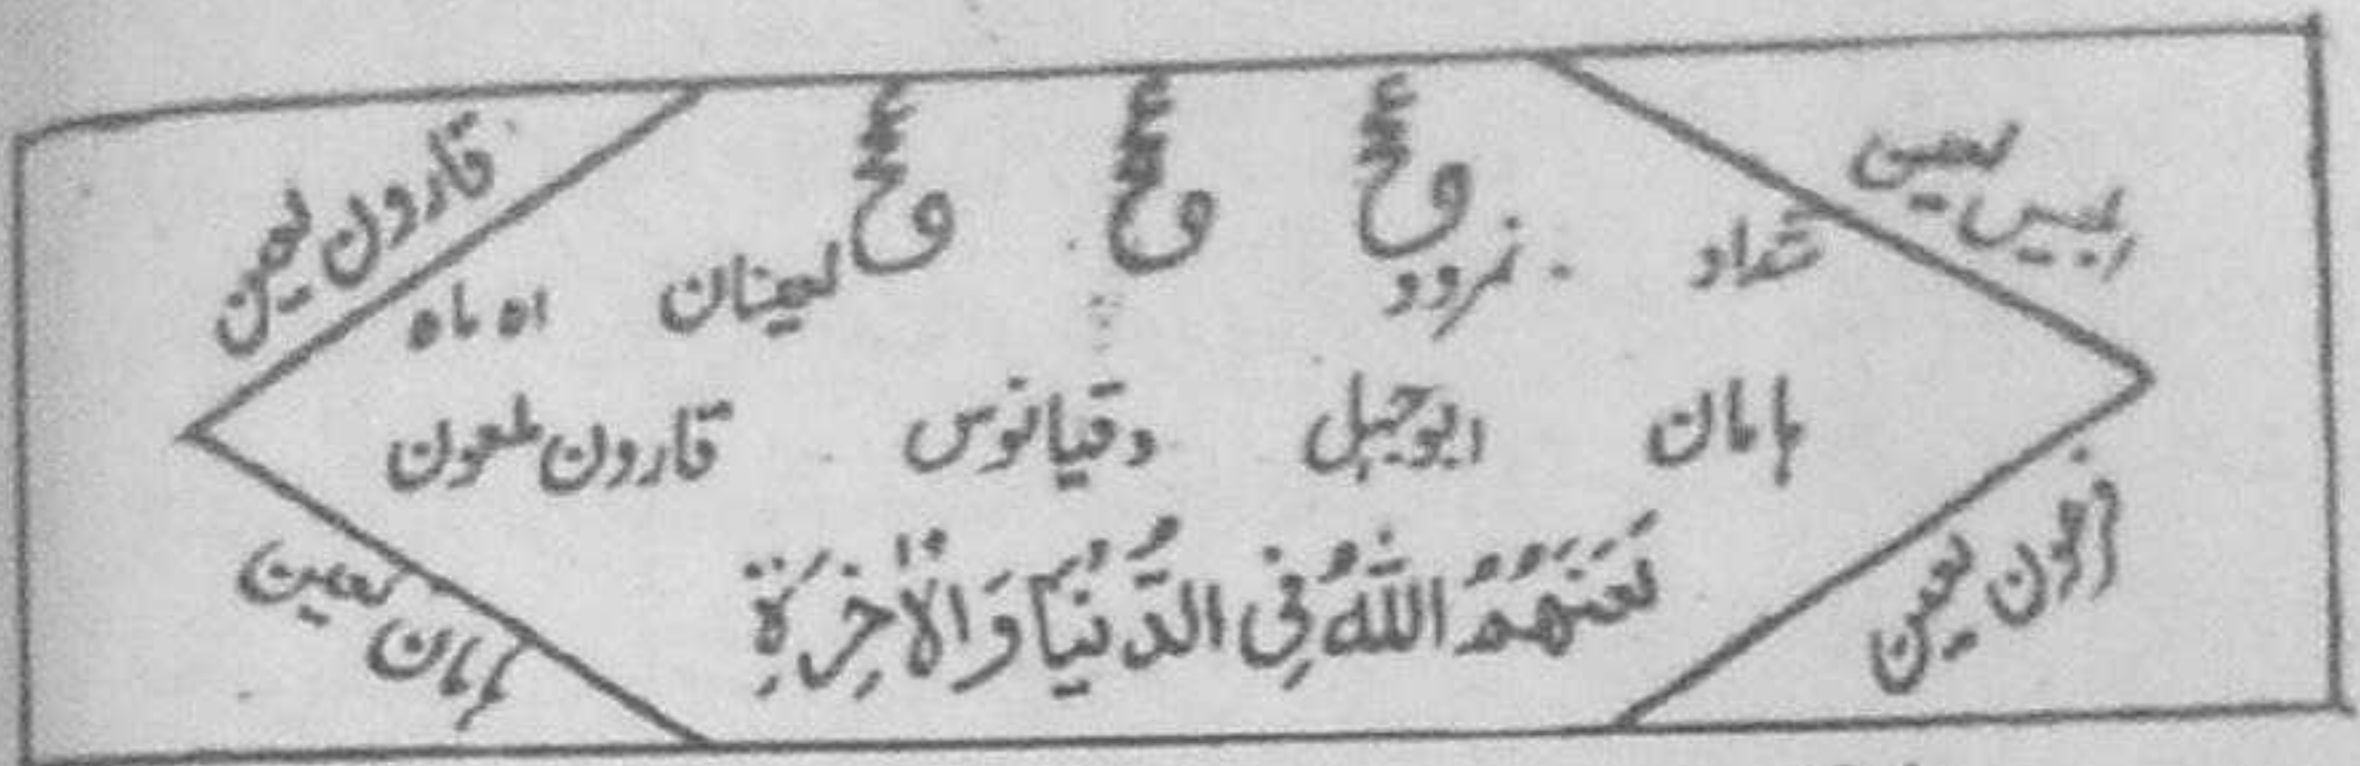 ابلیس لعین
قارون لعین
شداد نمرود لعینان
ہامان ابوجہل دقیانوس قارون ملعون
لَعَنَهُمُ اللّٰهُ فِي الدُّنْيَا وَالْاٰخِرَةِ
فرعون لعین
ہامان لعین